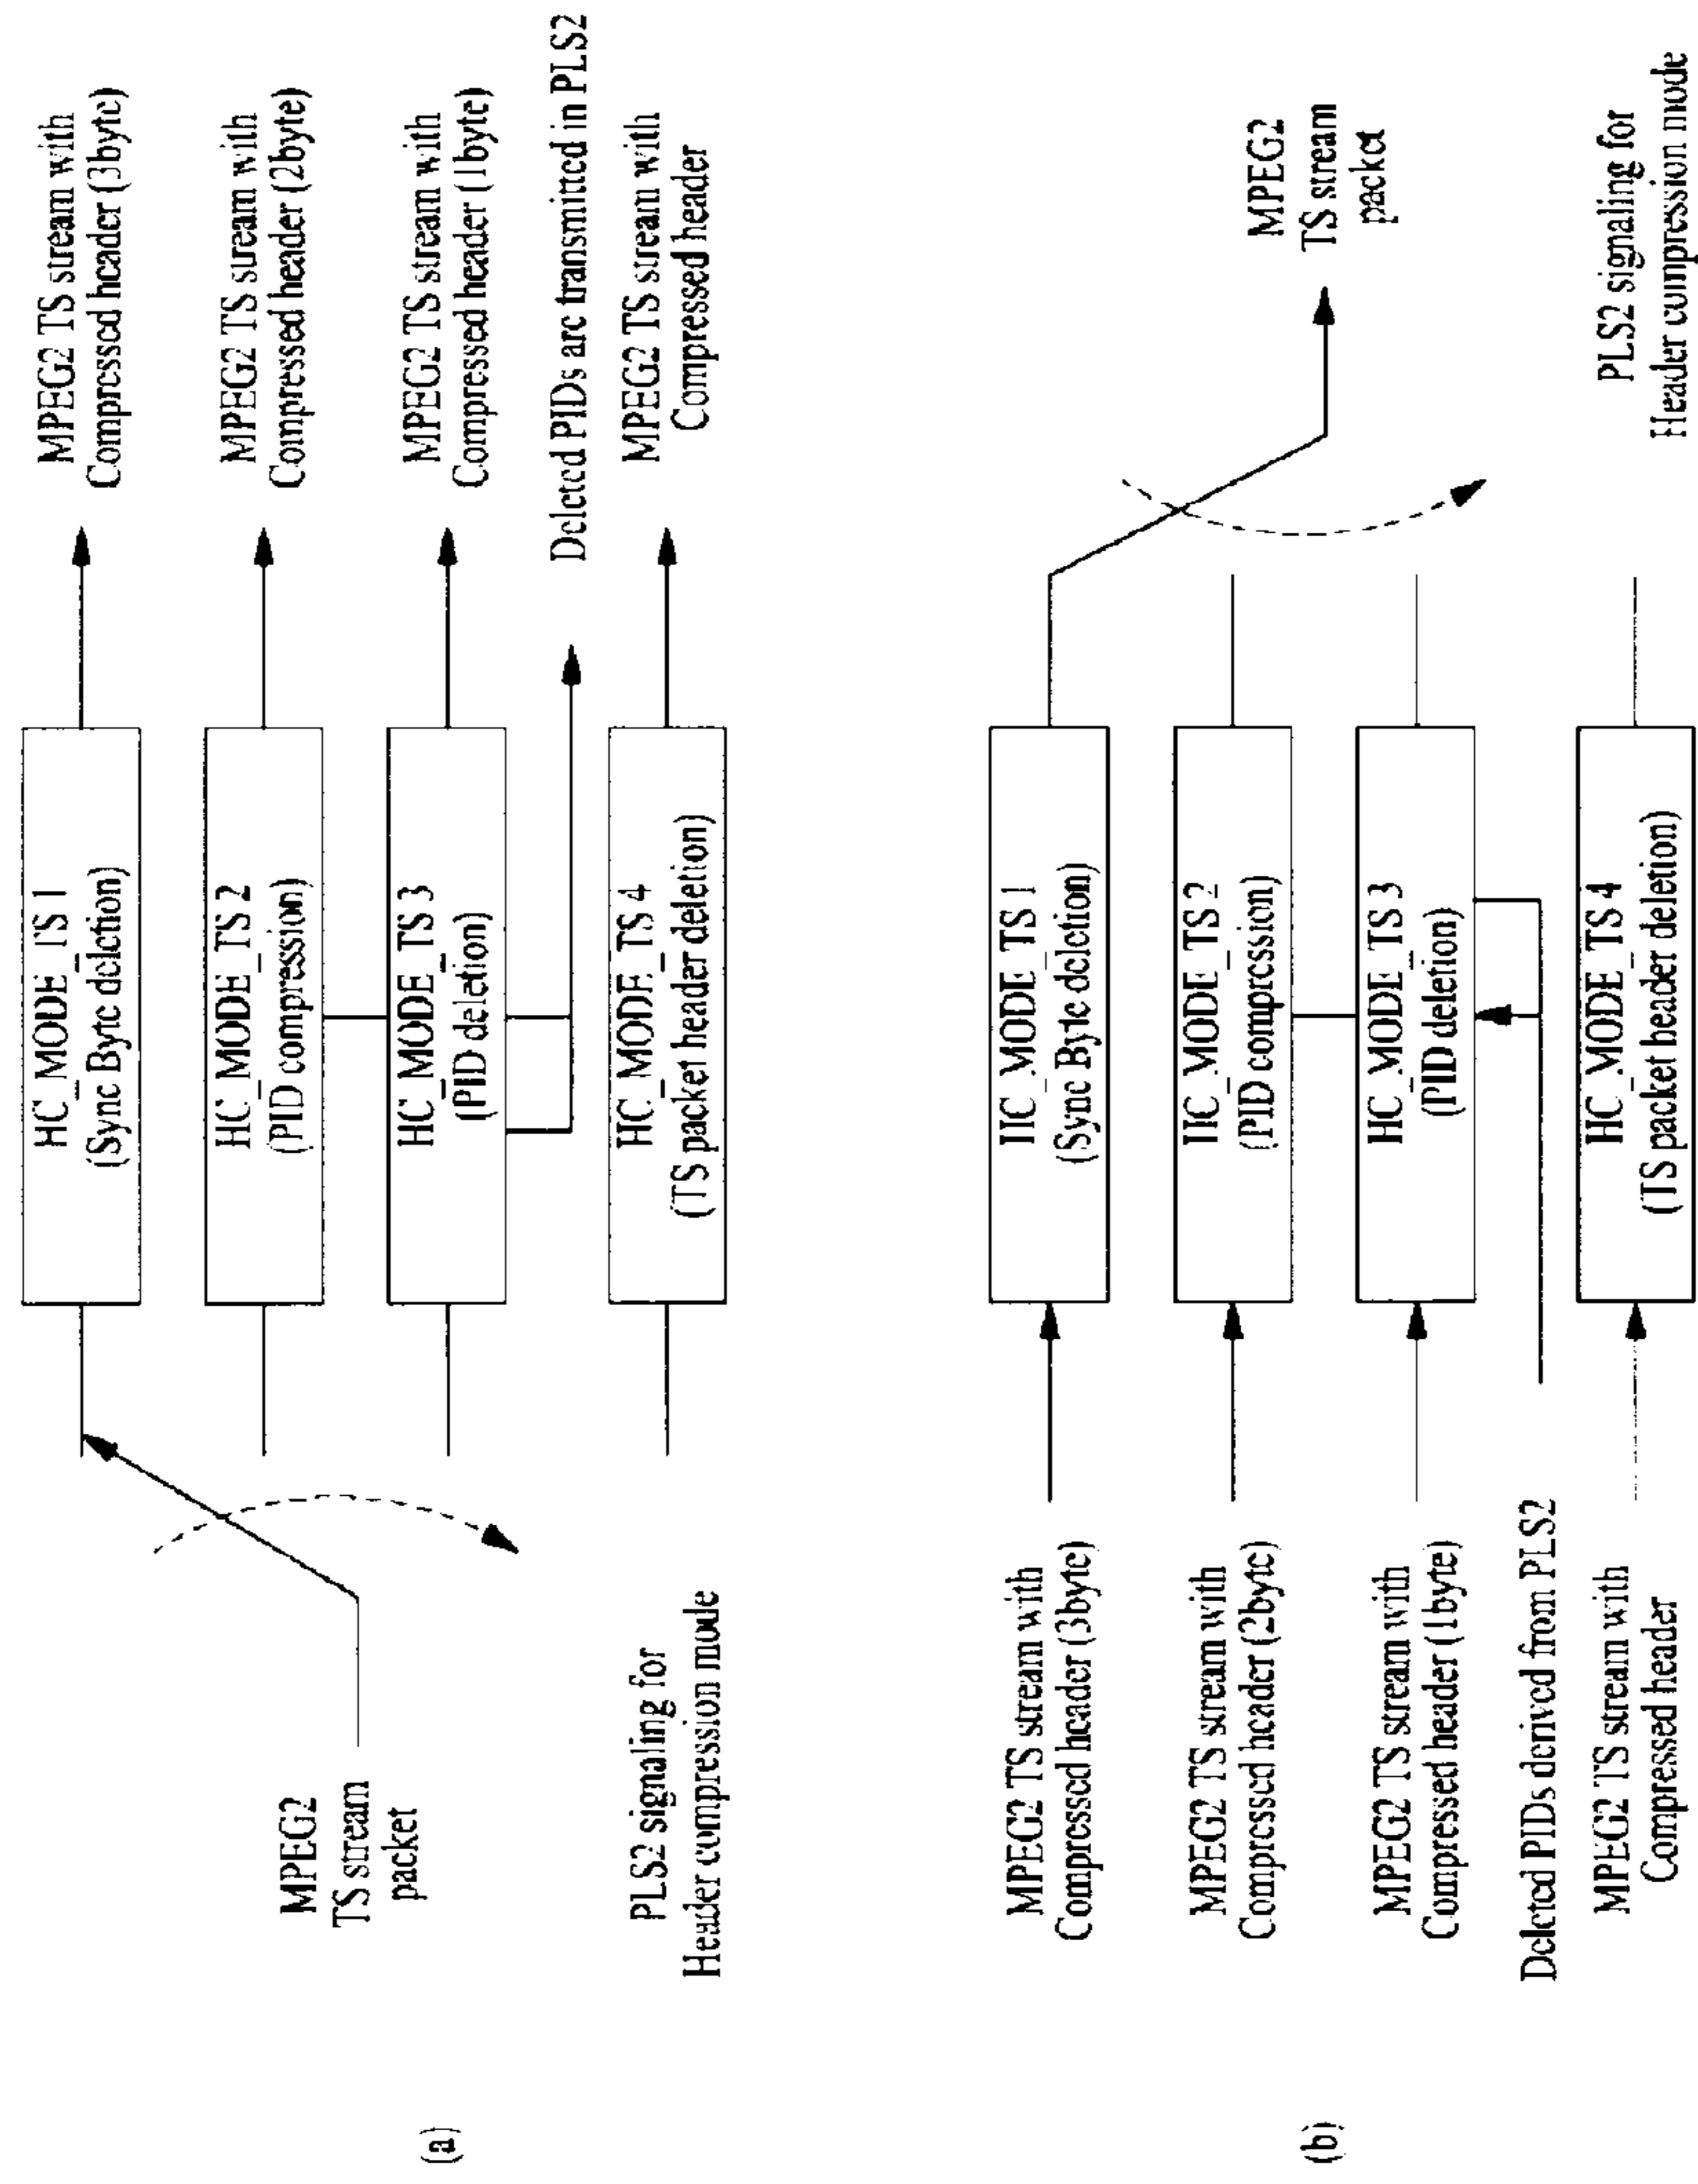 (a)
MPEG2
TS stream
packet
PLS2 signaling for
Header compression mode
HC_MODE_TS 1
(Sync Byte deletion)
MPEG2 TS stream with
Compressed header (3byte)
HC_MODE_TS 2
(PID compression)
MPEG2 TS stream with
Compressed header (2byte)
HC_MODE_TS 3
(PID deletion)
MPEG2 TS stream with
Compressed header (1byte)
Deleted PIDs are transmitted in PLS2
HC_MODE_TS 4
(TS packet header deletion)
MPEG2 TS stream with
Compressed header
(b)
MPEG2 TS stream with
Compressed header (3byte)
HC_MODE_TS 1
(Sync Byte deletion)
MPEG2 TS stream with
Compressed header (2byte)
HC_MODE_TS 2
(PID compression)
MPEG2 TS stream with
Compressed header (1byte)
HC_MODE_TS 3
(PID deletion)
Deleted PIDs derived from PLS2
MPEG2 TS stream with
Compressed header
HC_MODE_TS 4
(TS packet header deletion)
MPEG2
TS stream
packet
PLS2 signaling for
Header compression mode